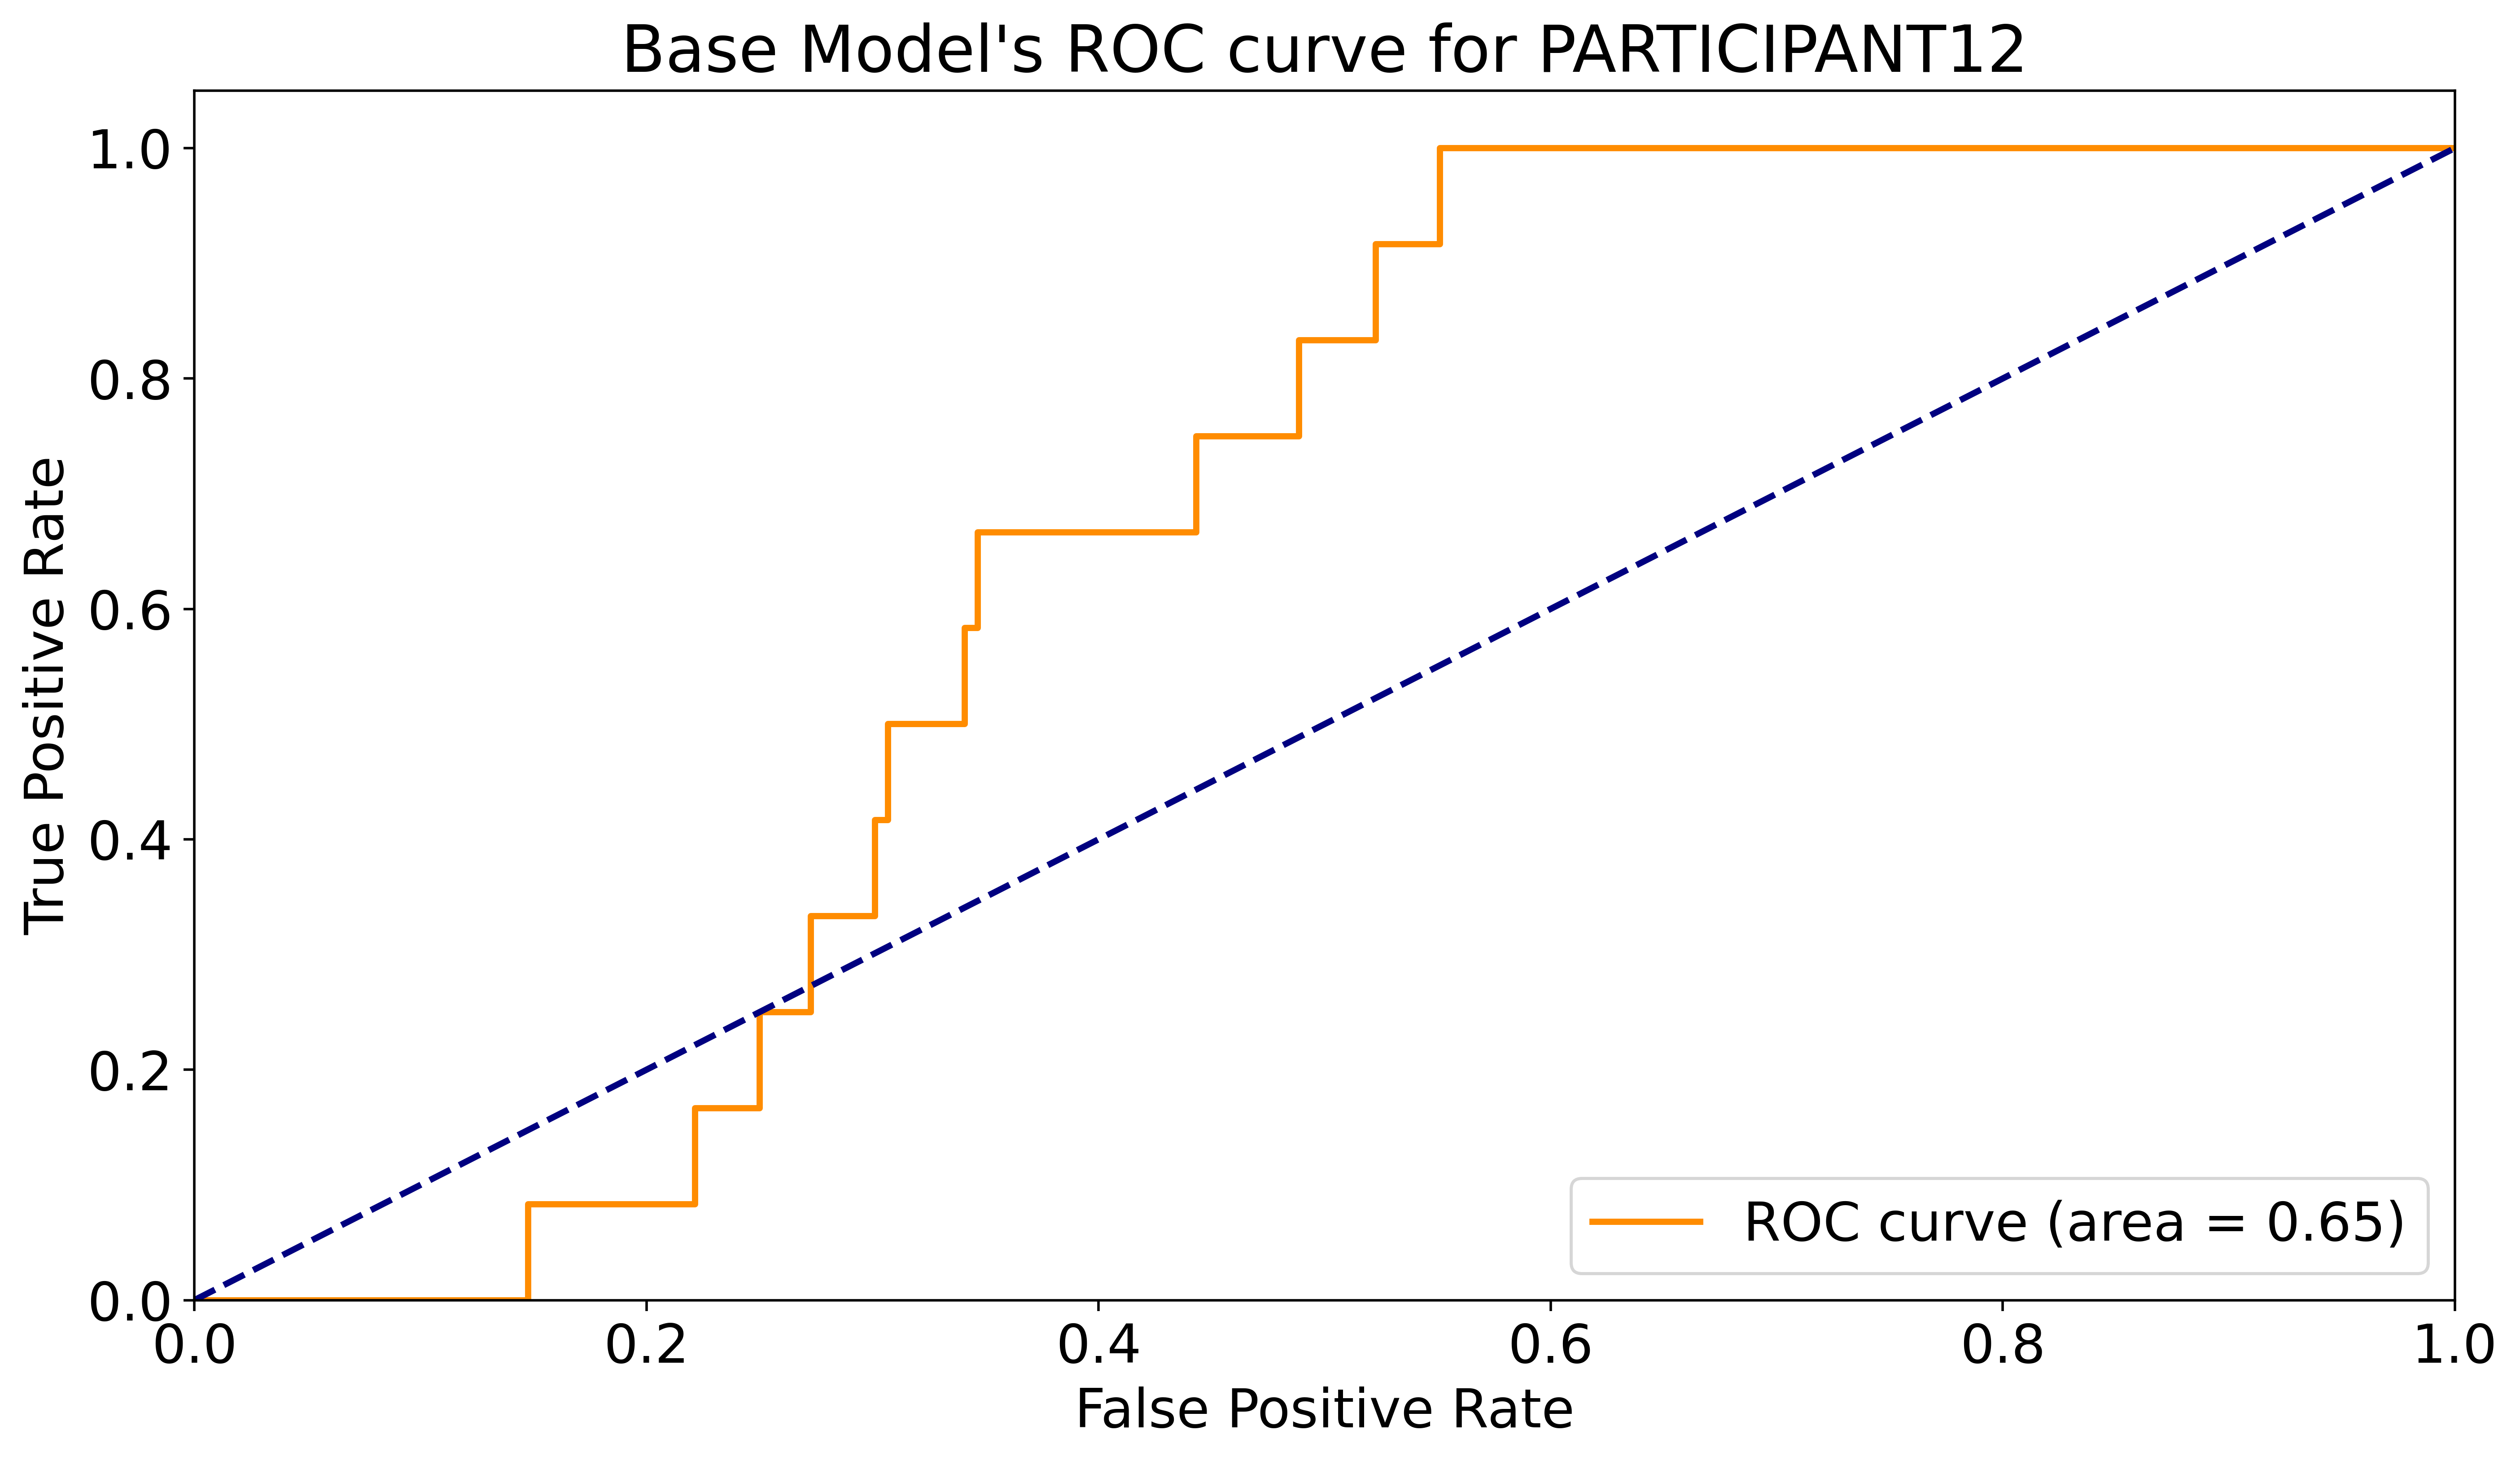 Base Model's ROC curve for PARTICIPANT12
1.0
0.8
0.6
0.4
0.2
0.0
True Positive Rate
ROC curve (area = 0.65)
0.0 0.2 0.4 0.6 0.8 1.0
False Positive Rate